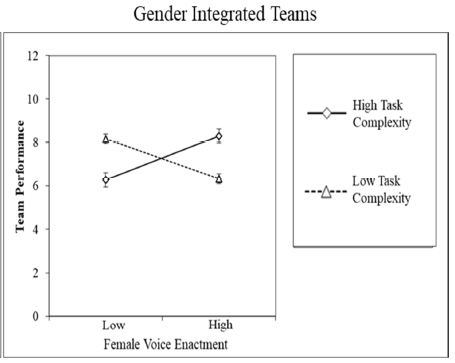 Gender Integrated Teams
12
10
8
6
4
2
0
Team Performance
Low
High
Female Voice Enactment
High Task
Complexity
Low Task
Complexity